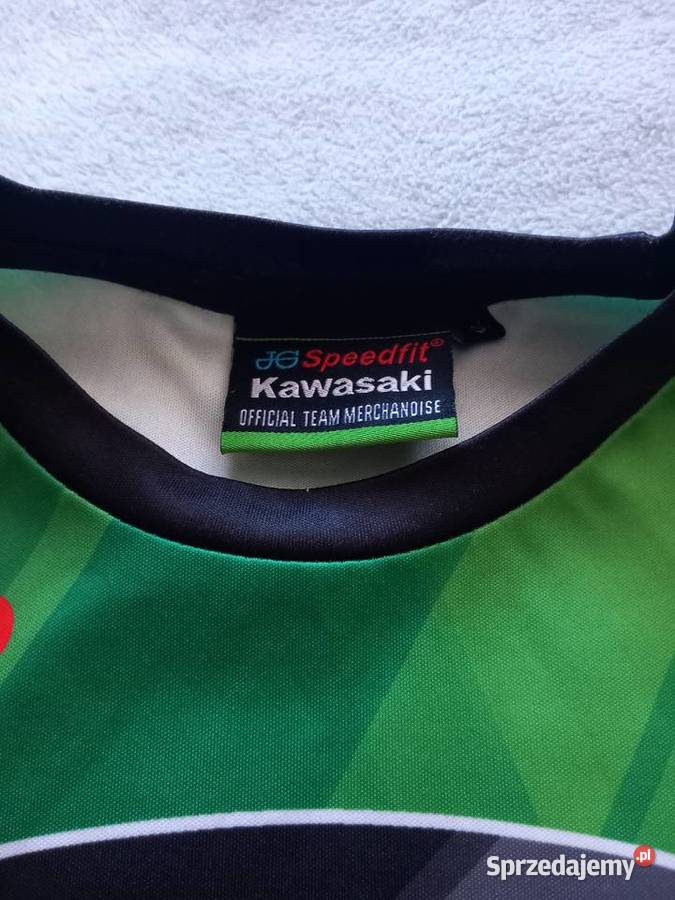 JG Speedfit®
Kawasaki
OFFICIAL TEAM MERCHANDISE
Sprzedajemy.pl